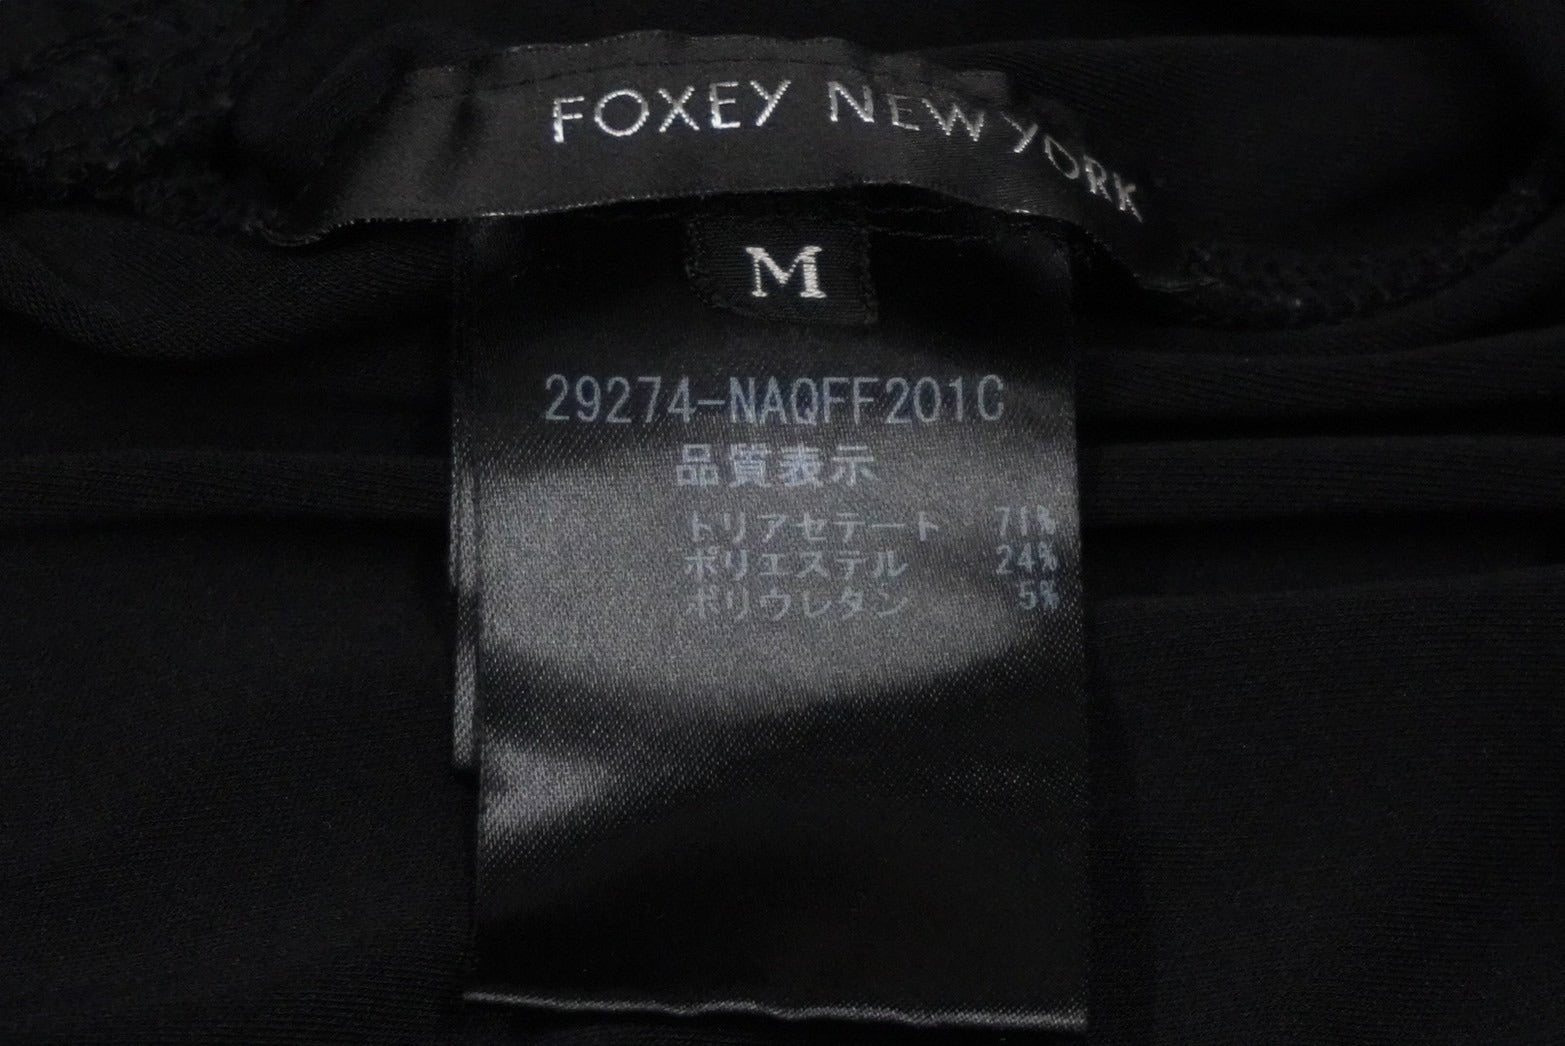 FOXEY NEW YORK
M
29274-NAQFF201C
品質表示
トリアセテート 71%
ポリエステル 24%
ポリウレタン 5%